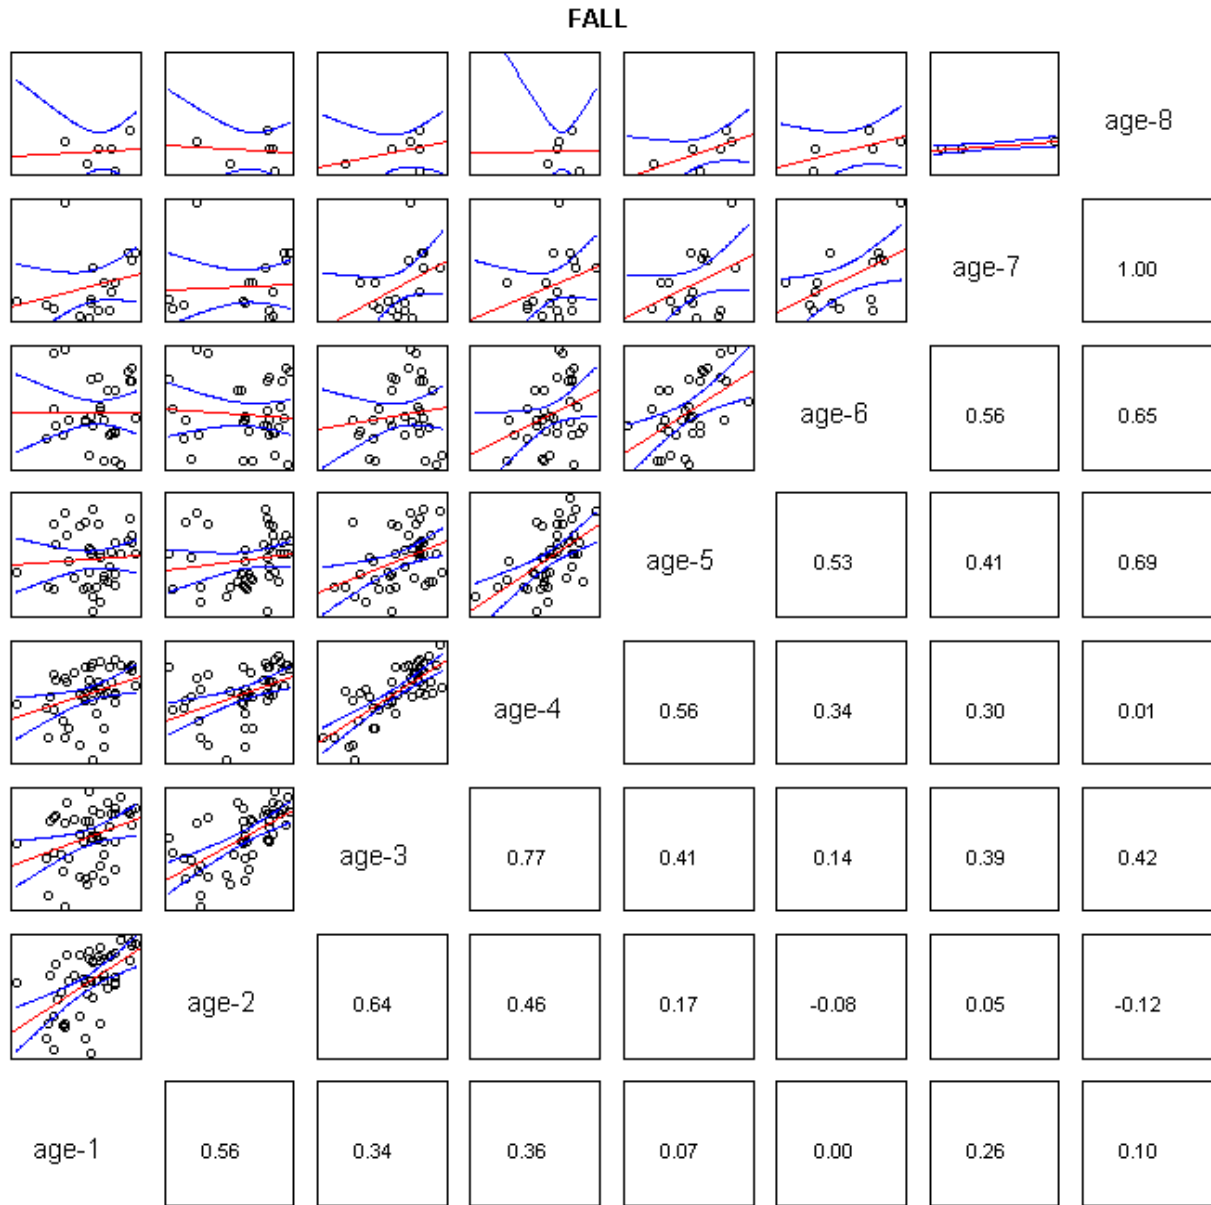 FALL
age-8
age-7 1.00
age-6 0.56 0.65
age-5 0.53 0.41 0.69
age-4 0.56 0.34 0.30 0.01
age-3 0.77 0.41 0.14 0.39 0.42
age-2 0.64 0.46 0.17 -0.08 0.05 -0.12
age-1 0.56 0.34 0.36 0.07 0.00 0.26 0.10